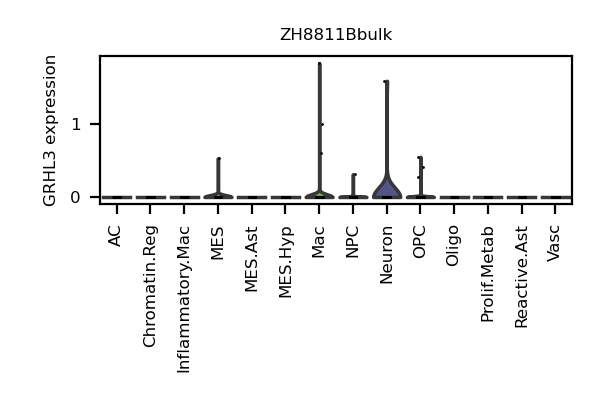 ZH8811Bbulk
GRHL3 expression
1
0
AC
Chromatin.Reg
Inflammatory.Mac
MES
MES.Ast
MES.Hyp
Mac
NPC
Neuron
OPC
Oligo
Prolif.Metab
Reactive.Ast
Vasc